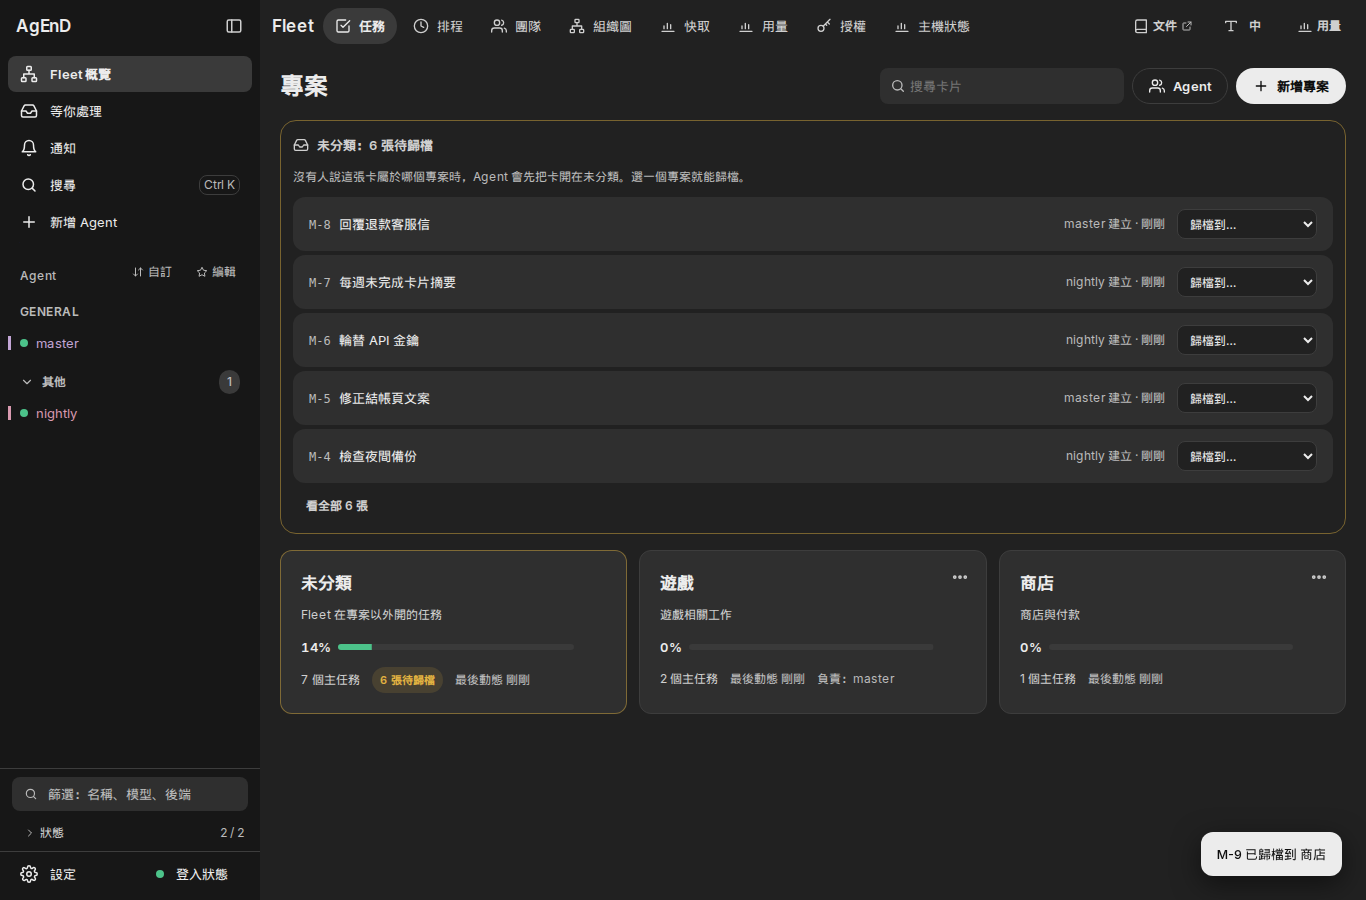 AgEnD
Fleet 概覽
等你處理
通知
搜尋 Ctrl K
新增 Agent
Agent 自訂 編輯
GENERAL
master
其他 1
nightly
篩選：名稱、模型、後端
狀態 2 / 2
設定 登入狀態
Fleet 任務 排程 團隊 組織圖 快取 用量 授權 主機狀態 文件 中 用量
專案 搜尋卡片 Agent 新增專案
未分類：6 張待歸檔
沒有人說這張卡屬於哪個專案時，Agent 會先把卡開在未分類。選一個專案就能歸檔。
M-8 回覆退款客服信 master 建立 · 剛剛 歸檔到...
M-7 每週未完成卡片摘要 nightly 建立 · 剛剛 歸檔到...
M-6 輪替 API 金鑰 nightly 建立 · 剛剛 歸檔到...
M-5 修正結帳頁文案 master 建立 · 剛剛 歸檔到...
M-4 檢查夜間備份 nightly 建立 · 剛剛 歸檔到...
看全部 6 張
未分類
Fleet 在專案以外開的任務
14%
7 個主任務 6 張待歸檔 最後動態 剛剛
遊戲
遊戲相關工作
0%
2 個主任務 最後動態 剛剛 負責：master
商店
商店與付款
0%
1 個主任務 最後動態 剛剛
M-9 已歸檔到 商店